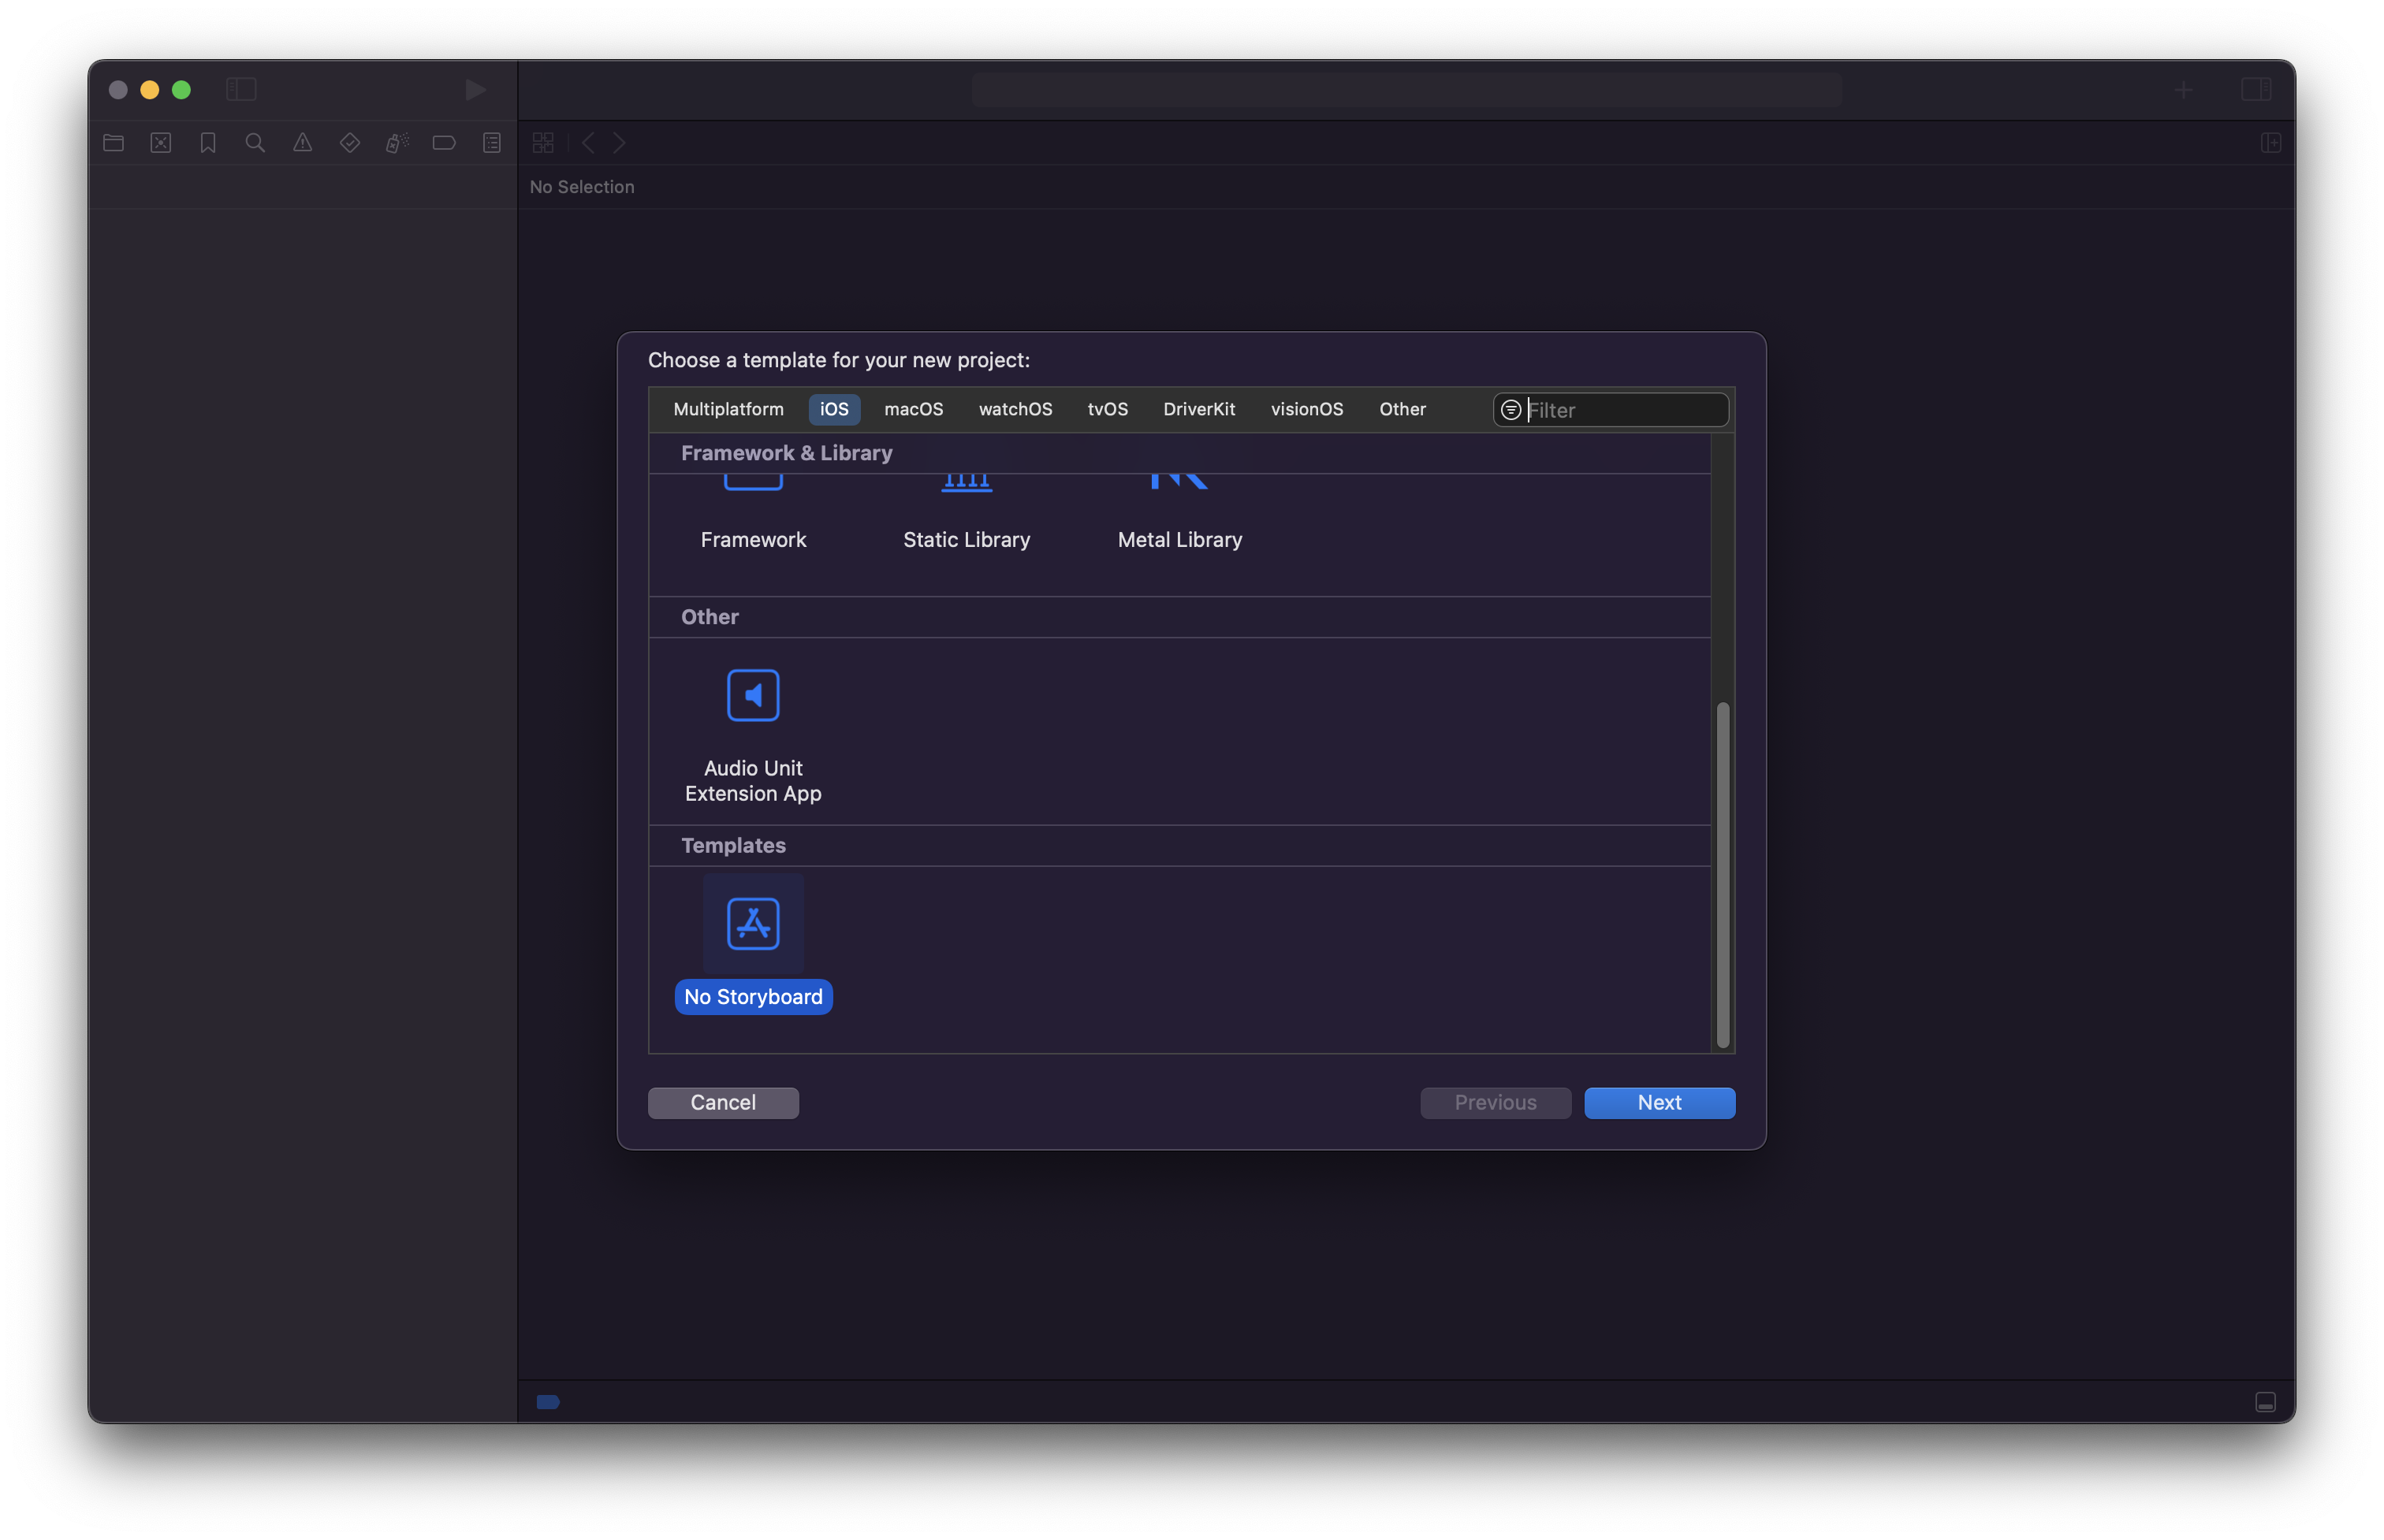 No Selection
Choose a template for your new project:
Multiplatform iOS macOS watchOS tvOS DriverKit visionOS Other Filter
Framework & Library
Framework Static Library Metal Library
Other
Audio Unit
Extension App
Templates
No Storyboard
Cancel Previous Next